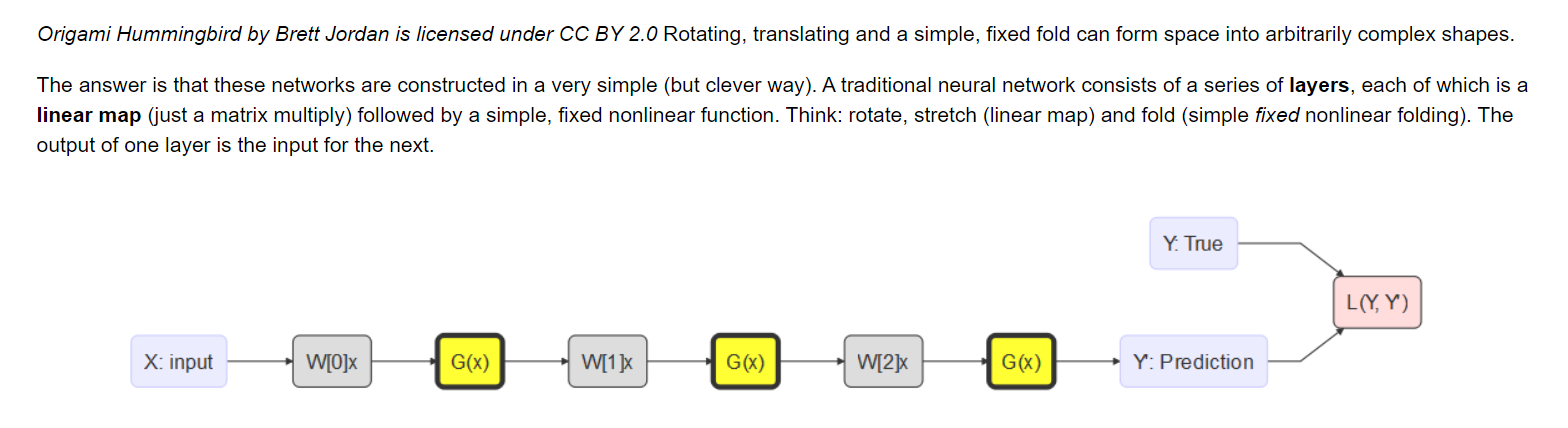 Origami Hummingbird by Brett Jordan is licensed under CC BY 2.0 Rotating, translating and a simple, fixed fold can form space into arbitrarily complex shapes.
The answer is that these networks are constructed in a very simple (but clever way). A traditional neural network consists of a series of layers, each of which is a
linear map (just a matrix multiply) followed by a simple, fixed nonlinear function. Think: rotate, stretch (linear map) and fold (simple fixed nonlinear folding). The
output of one layer is the input for the next.
Y: True
L(Y, Y')
X: input
W[0]x
G(x)
W[1]x
G(x)
W[2]x
G(x)
Y': Prediction